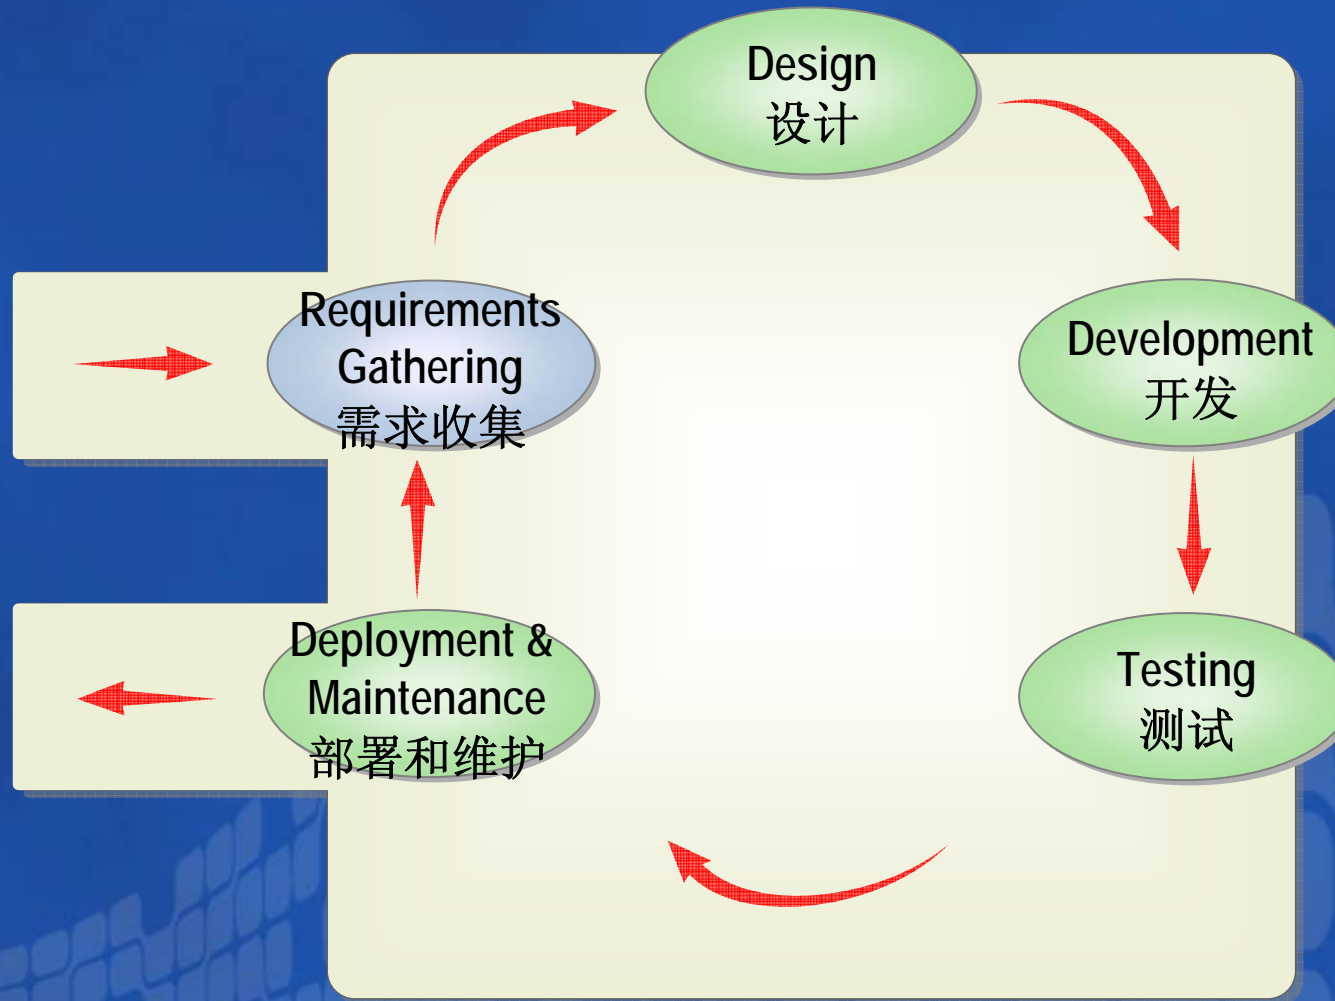 Design
设计
Requirements
Gathering
需求收集
Development
开发
Deployment &
Maintenance
部署和维护
Testing
测试